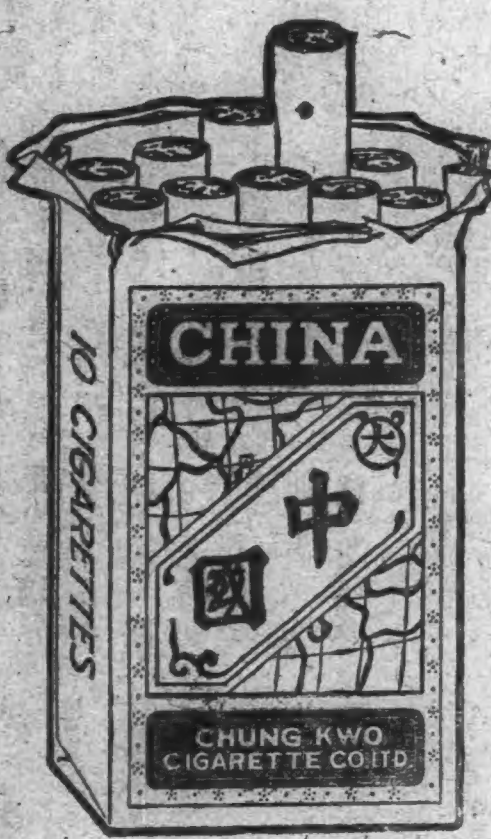 CHINA
大
中國
CHUNG KWO
CIGARETTE CO LTD
10 CIGARETTES